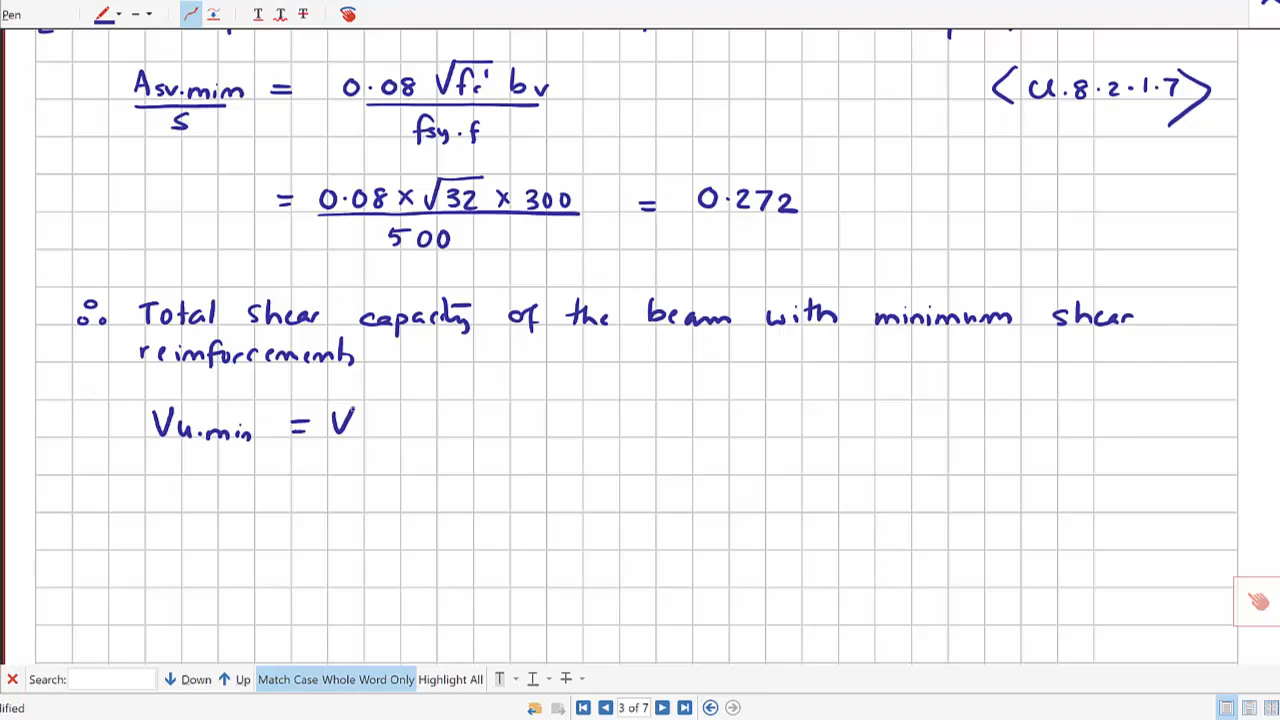 Pen
Asv.min / s = 0.08 √fc' bv / fsy.f
<Cl.8.2.1.7>
= 0.08 × √32 × 300 / 500 = 0.272
∴ Total shear capacity of the beam with minimum shear
reinforcements
Vu.min = V
Search: Down Up Match Case Whole Word Only Highlight All
ified 3 of 7